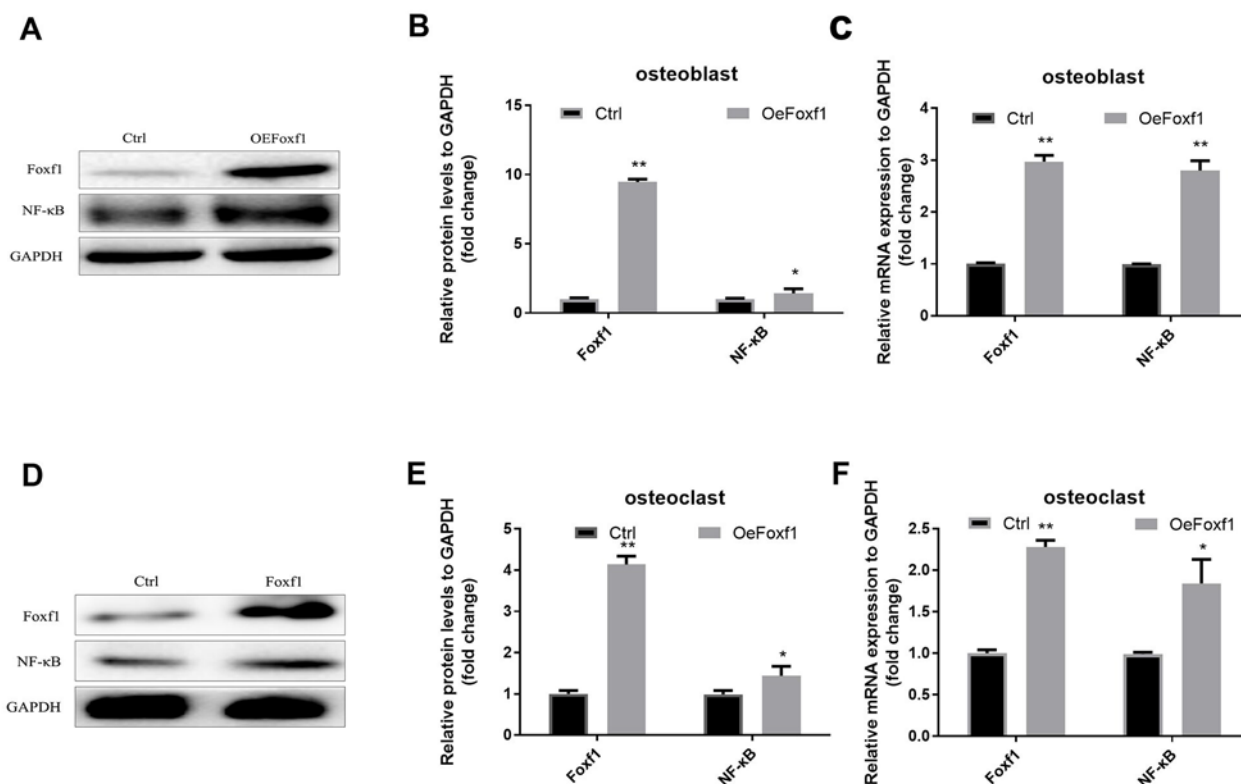 A
Ctrl OEFoxf1
Foxf1
NF-κB
GAPDH
B
osteoblast
Ctrl OeFoxf1
Relative protein levels to GAPDH
(fold change)
15
10
5
0
**
*
Foxf1
NF-κB
C
osteoblast
Ctrl OeFoxf1
Relative mRNA expression to GAPDH
(fold change)
4
3
2
1
0
**
**
Foxf1
NF-κB
D
Ctrl Foxf1
Foxf1
NF-κB
GAPDH
E
osteoclast
Ctrl OeFoxf1
Relative protein levels to GAPDH
(fold change)
5
4
2
1
0
**
*
Foxf1
NF-κB
F
osteoclast
Ctrl OeFoxf1
Relative mRNA expression to GAPDH
(fold change)
2.5
2.0
1.5
1.0
0.5
0.0
**
*
Foxf1
NF-κB